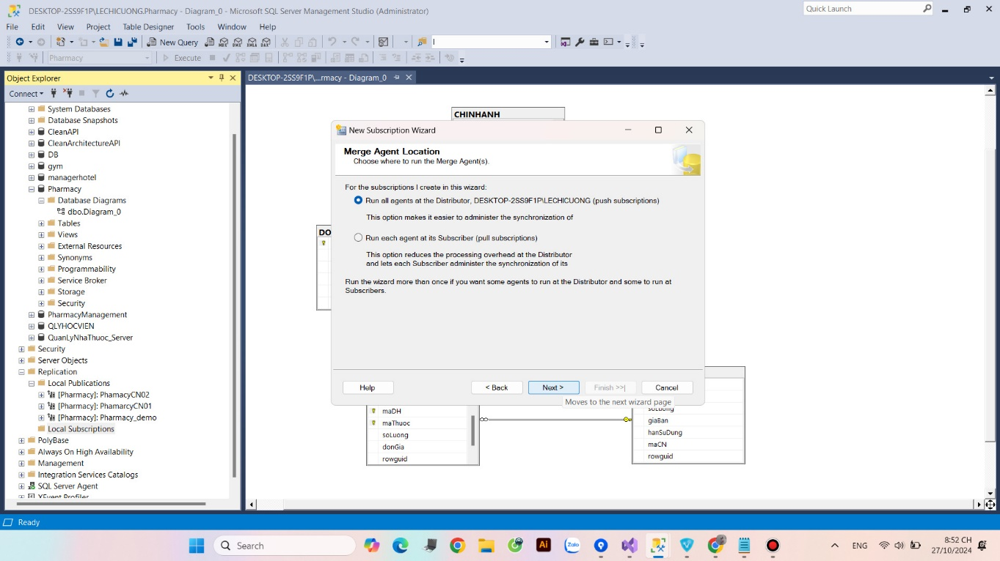 DESKTOP-2SS9F1P\LECHICUONG.Pharmacy - Diagram_0 - Microsoft SQL Server Management Studio (Administrator)
Quick Launch
File Edit View Project Table Designer Tools Window Help
New Query
MDX DMX XMLA DAX
Pharmacy
Execute
Object Explorer
DESKTOP-2SS9F1P\...rmacy - Diagram_0
Connect
System Databases
Database Snapshots
CleanAPI
CleanArchitectureAPI
DB
gym
managerhotel
Pharmacy
Database Diagrams
dbo.Diagram_0
Tables
Views
External Resources
Synonyms
Programmability
Service Broker
Storage
Security
PharmacyManagement
QLYHOCVIEN
QuanLyNhaThuoc_Server
Security
Server Objects
Replication
Local Publications
[Pharmacy]: PhamacyCN02
[Pharmacy]: PhamarcyCN01
[Pharmacy]: Pharmacy_demo
Local Subscriptions
PolyBase
Always On High Availability
Management
Integration Services Catalogs
SQL Server Agent
XEvent Profiler
CHINHANH
DO
New Subscription Wizard
Merge Agent Location
Choose where to run the Merge Agent(s).
For the subscriptions I create in this wizard:
Run all agents at the Distributor, DESKTOP-2SS9F1P\LECHICUONG (push subscriptions)
This option makes it easier to administer the synchronization of
Run each agent at its Subscriber (pull subscriptions)
This option reduces the processing overhead at the Distributor
and lets each Subscriber administer the synchronization of its
Run the wizard more than once if you want some agents to run at the Distributor and some to run at
Subscribers.
Help
< Back
Next >
Finish >>|
Cancel
Moves to the next wizard page
maDH
maThuoc
soLuong
donGia
rowguid
soLuong
giaBan
hanSuDung
maCN
rowguid
Ready
Search
Ai
Zalo
ENG
8:52 CH
27/10/2024